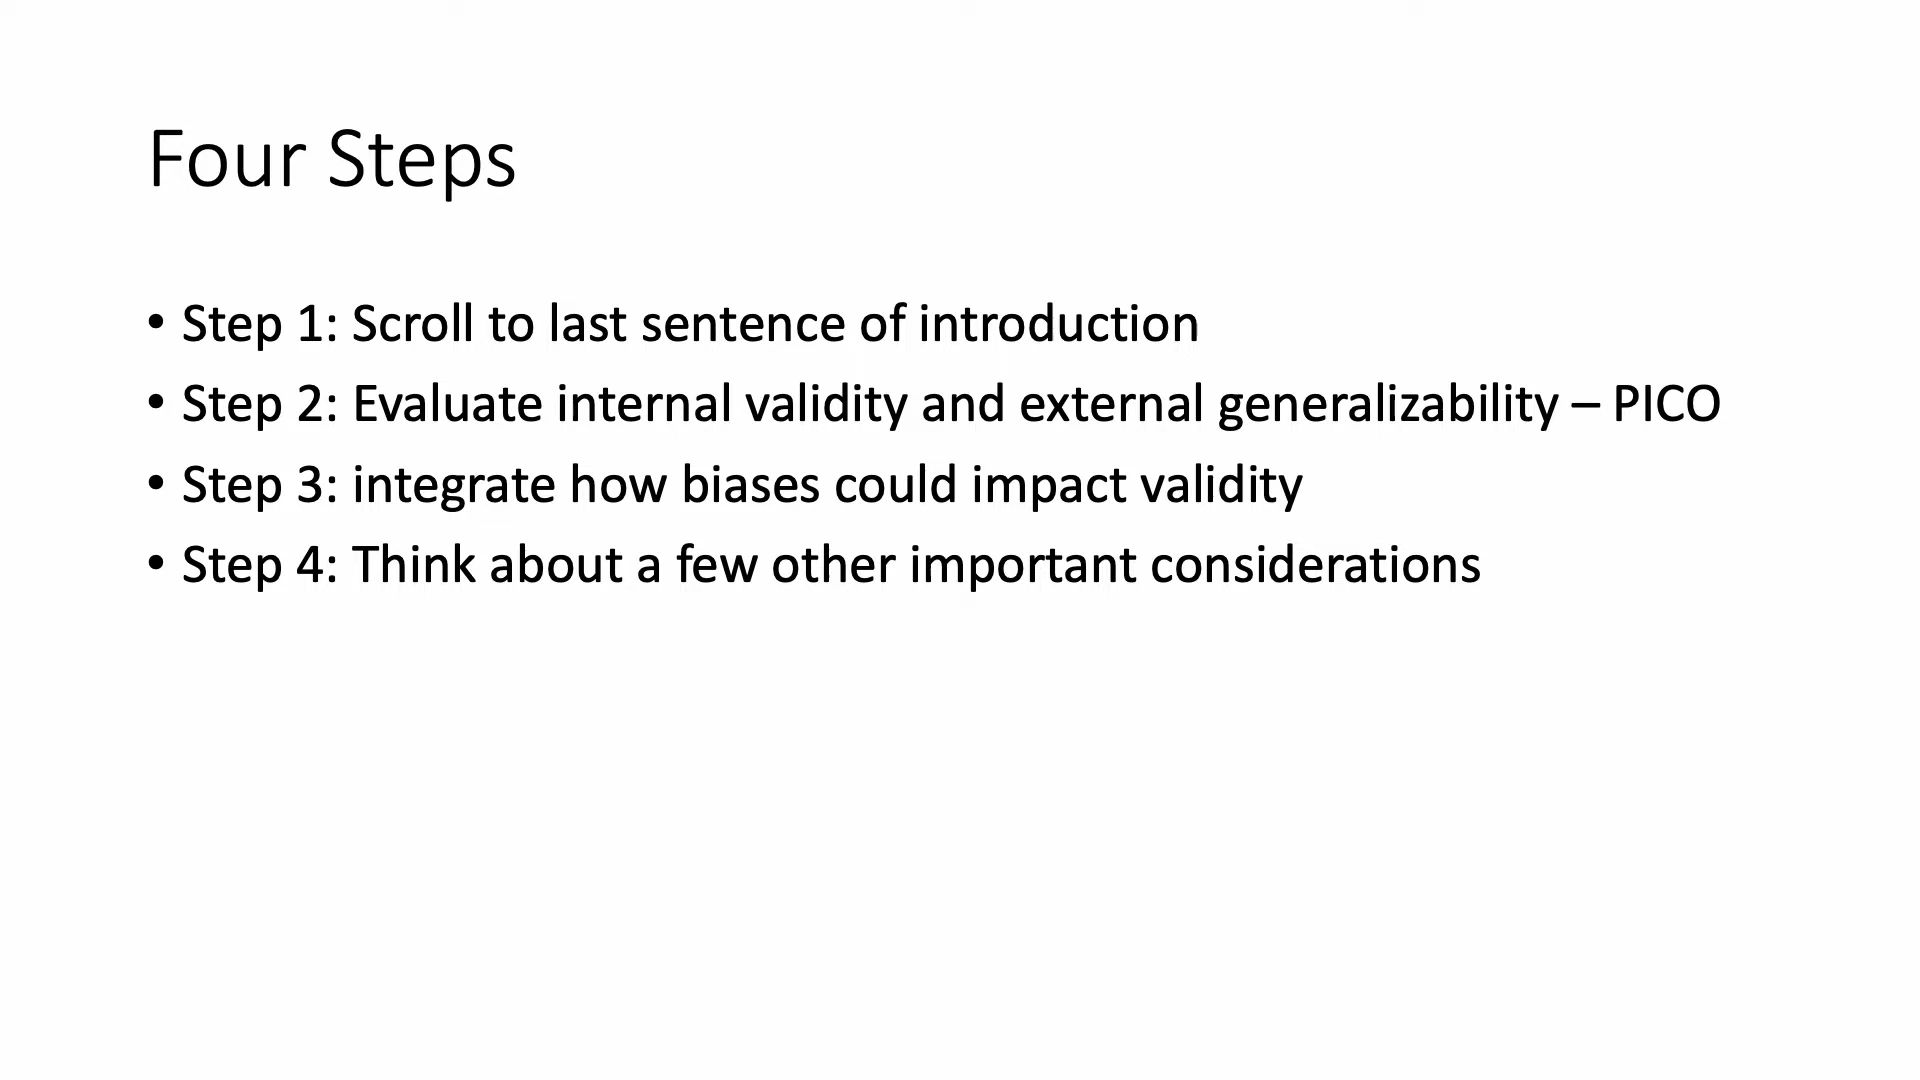 Four Steps
• Step 1: Scroll to last sentence of introduction
• Step 2: Evaluate internal validity and external generalizability – PICO
• Step 3: integrate how biases could impact validity
• Step 4: Think about a few other important considerations